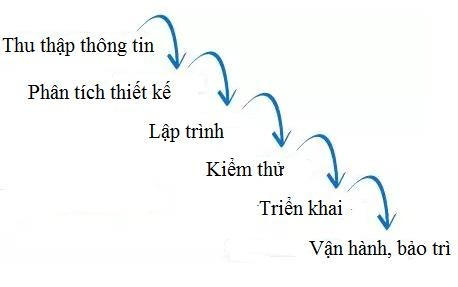 Thu thập thông tin
Phân tích thiết kế
Lập trình
Kiểm thử
Triển khai
Vận hành, bảo trì